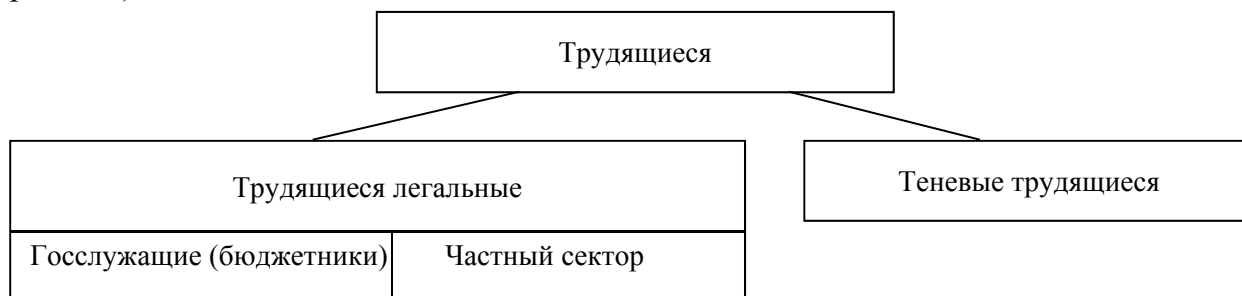 Трудящиеся
Трудящиеся легальные
Теневые трудящиеся
Госслужащие (бюджетники)
Частный сектор